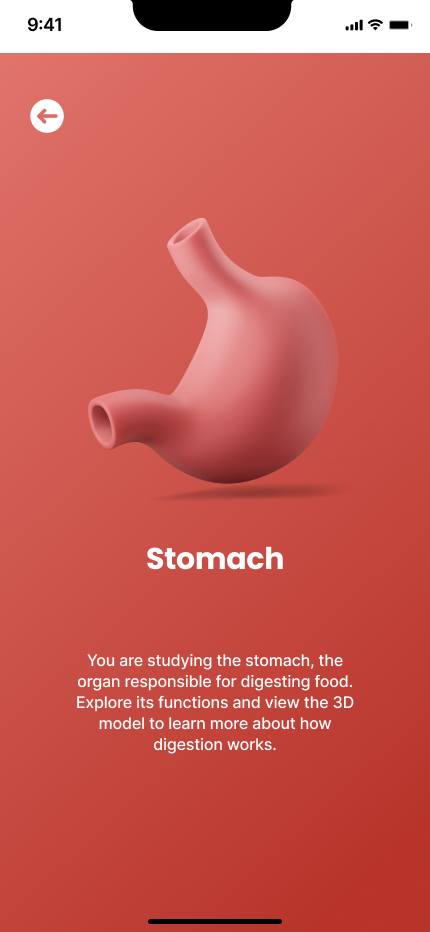 9:41
Stomach
You are studying the stomach, the
organ responsible for digesting food.
Explore its functions and view the 3D
model to learn more about how
digestion works.